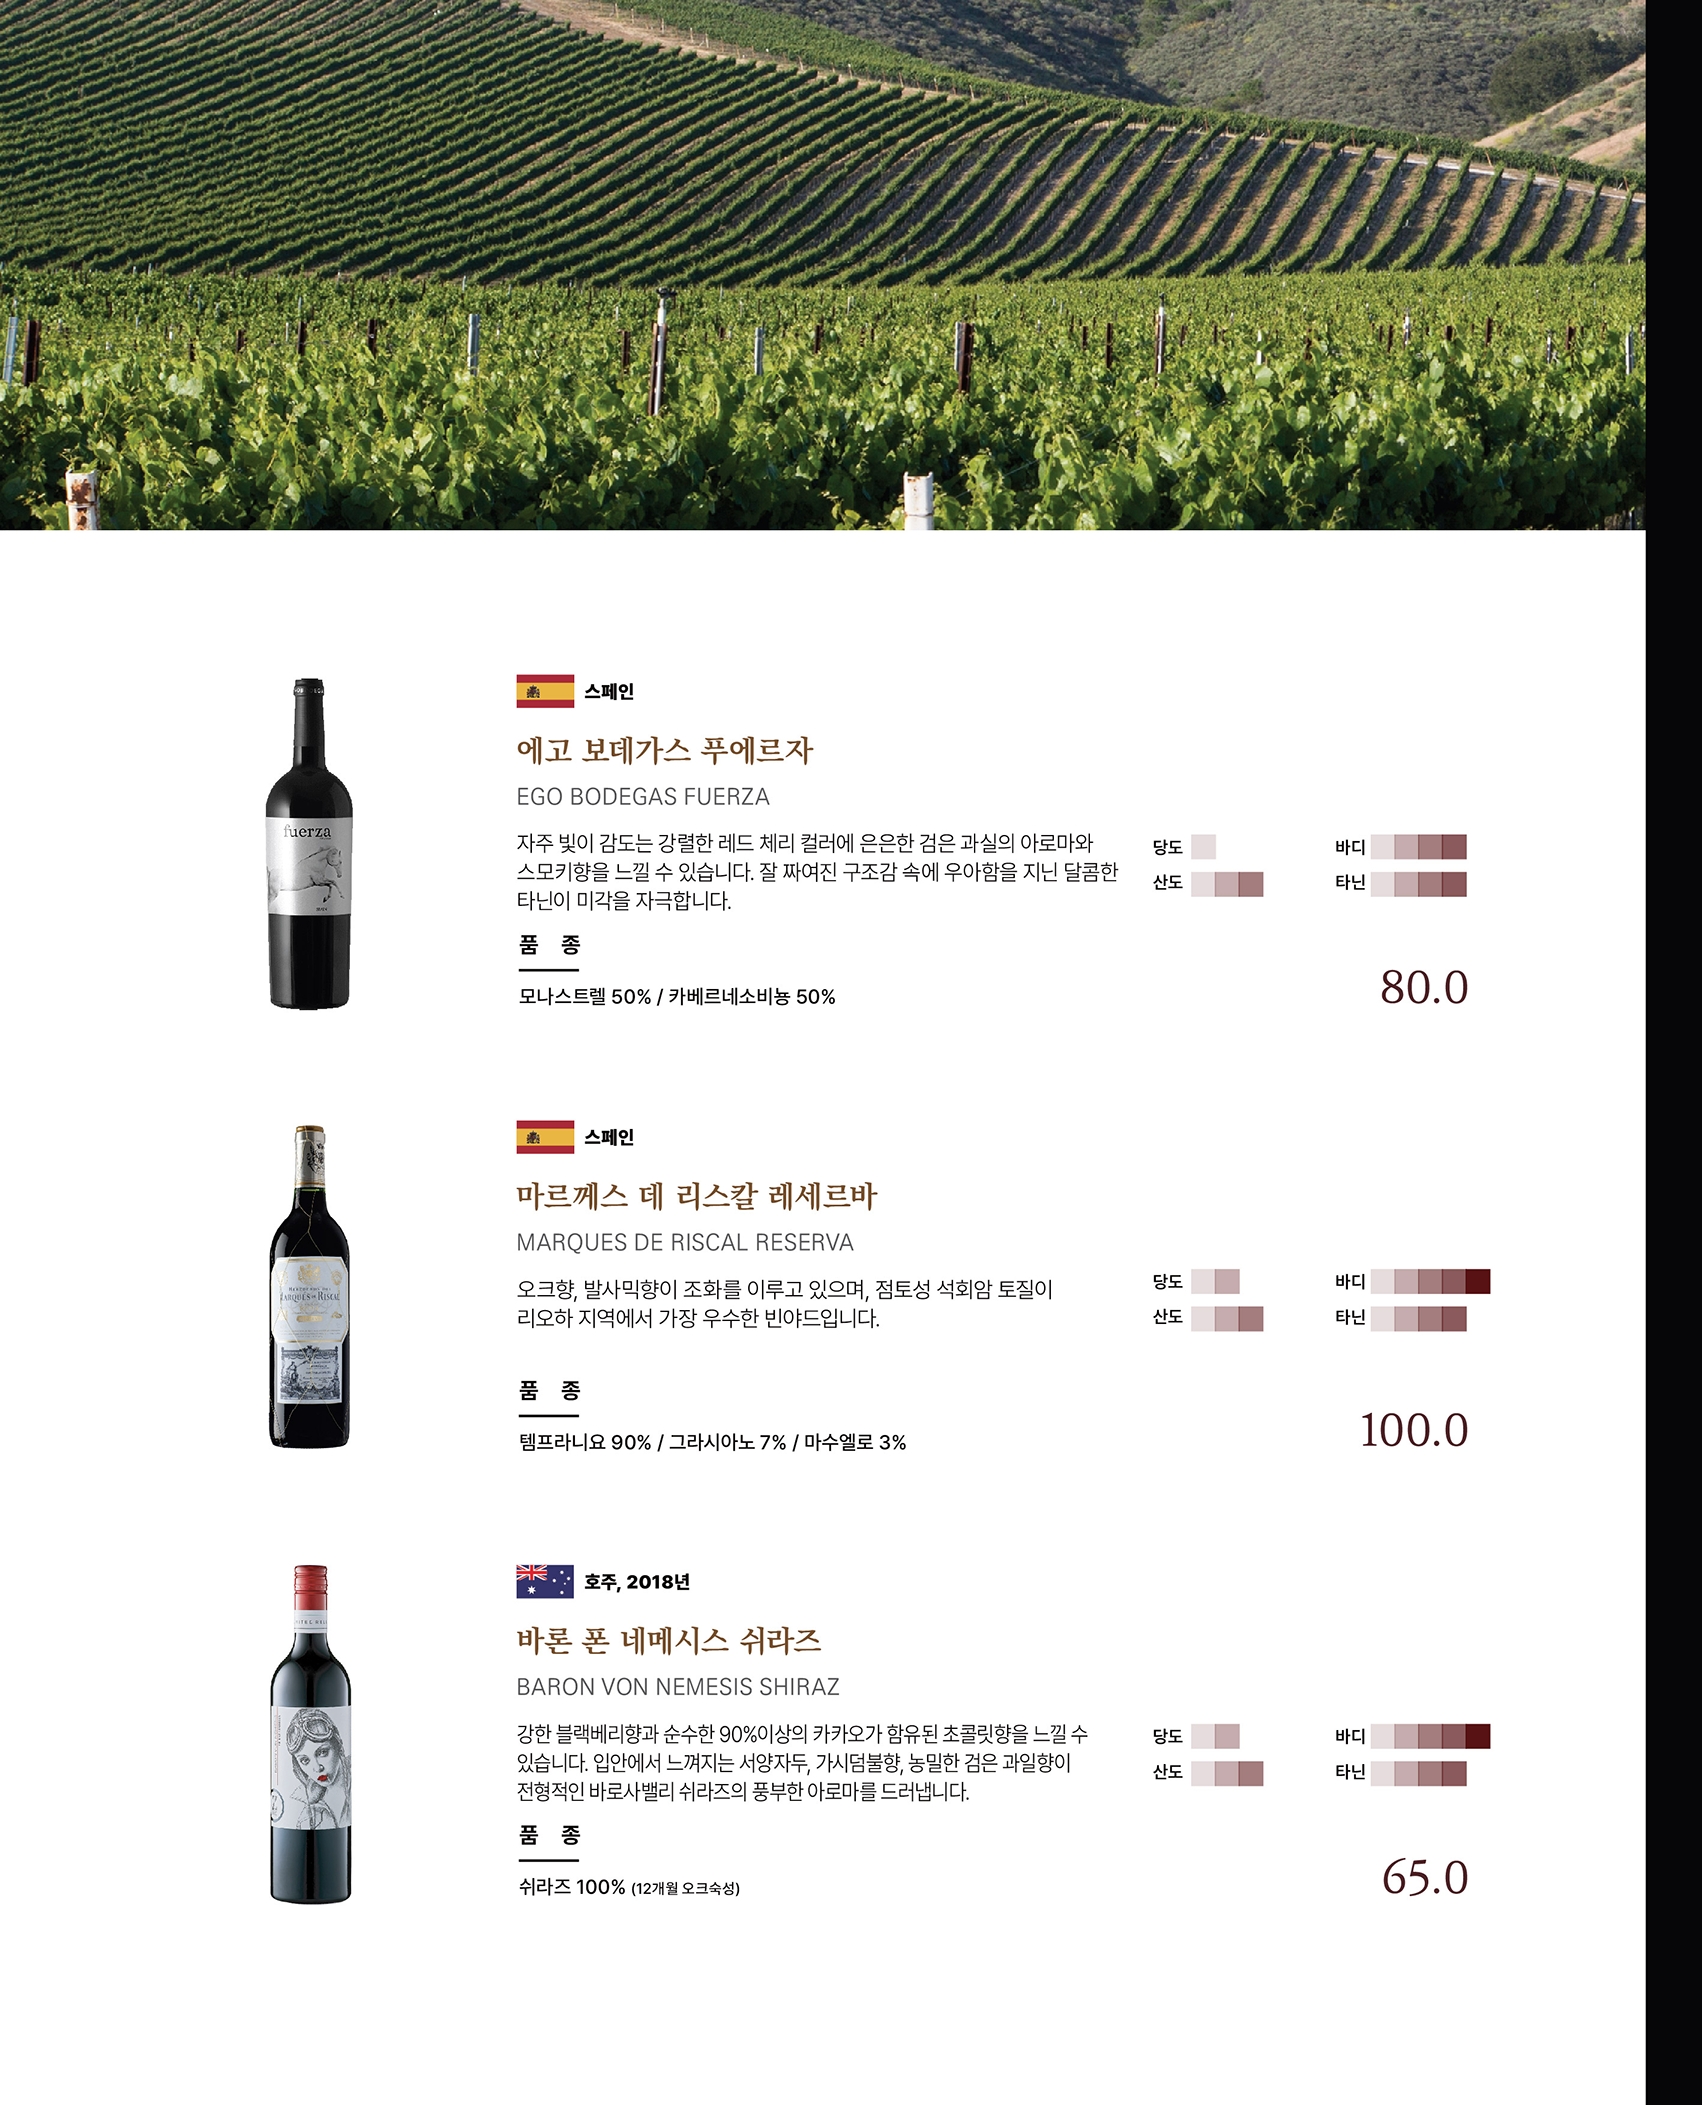 스페인
에고 보데가스 푸에르자
EGO BODEGAS FUERZA
자주 빛이 감도는 강렬한 레드 체리 컬러에 은은한 검은 과실의 아로마와
스모키향을 느낄 수 있습니다. 잘 짜여진 구조감 속에 우아함을 지닌 달콤한
타닌이 미각을 자극합니다.
당도
바디
산도
타닌
품 종
모나스트렐 50% / 카베르네소비뇽 50%
80.0
fuerza
스페인
마르께스 데 리스칼 레세르바
MARQUES DE RISCAL RESERVA
오크향, 발사믹향이 조화를 이루고 있으며, 점토성 석회암 토질이
리오하 지역에서 가장 우수한 빈야드입니다.
당도
바디
산도
타닌
품 종
템프라니요 90% / 그라시아노 7% / 마수엘로 3%
100.0
호주, 2018년
바론 폰 네메시스 쉬라즈
BARON VON NEMESIS SHIRAZ
강한 블랙베리향과 순수한 90%이상의 카카오가 함유된 초콜릿향을 느낄 수
있습니다. 입안에서 느껴지는 서양자두, 가시덤불향, 농밀한 검은 과일향이
전형적인 바로사밸리 쉬라즈의 풍부한 아로마를 드러냅니다.
당도
바디
산도
타닌
품 종
쉬라즈 100% (12개월 오크숙성)
65.0